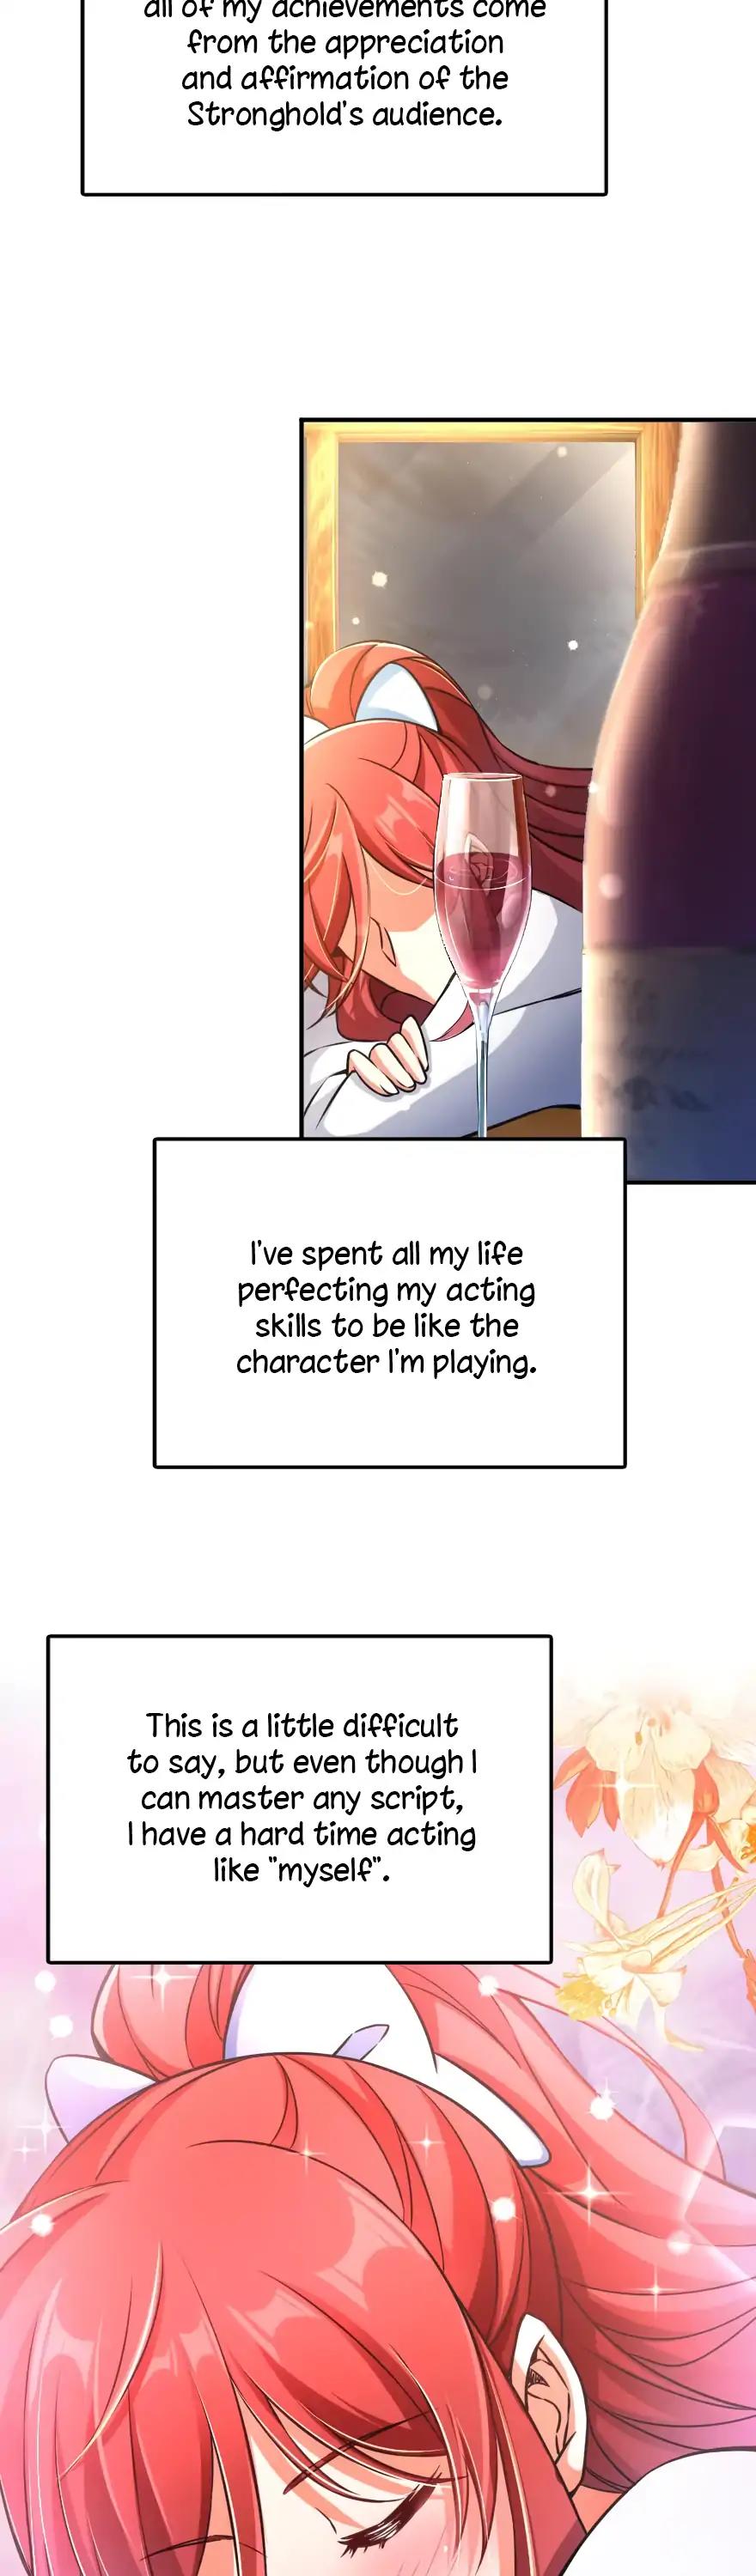 all of my achievements come
from the appreciation
and affirmation of the
Stronghold's audience.
I've spent all my life
perfecting my acting
skills to be like the
character I'm playing.
This is a little difficult
to say, but even though I
can master any script,
I have a hard time acting
like "myself".